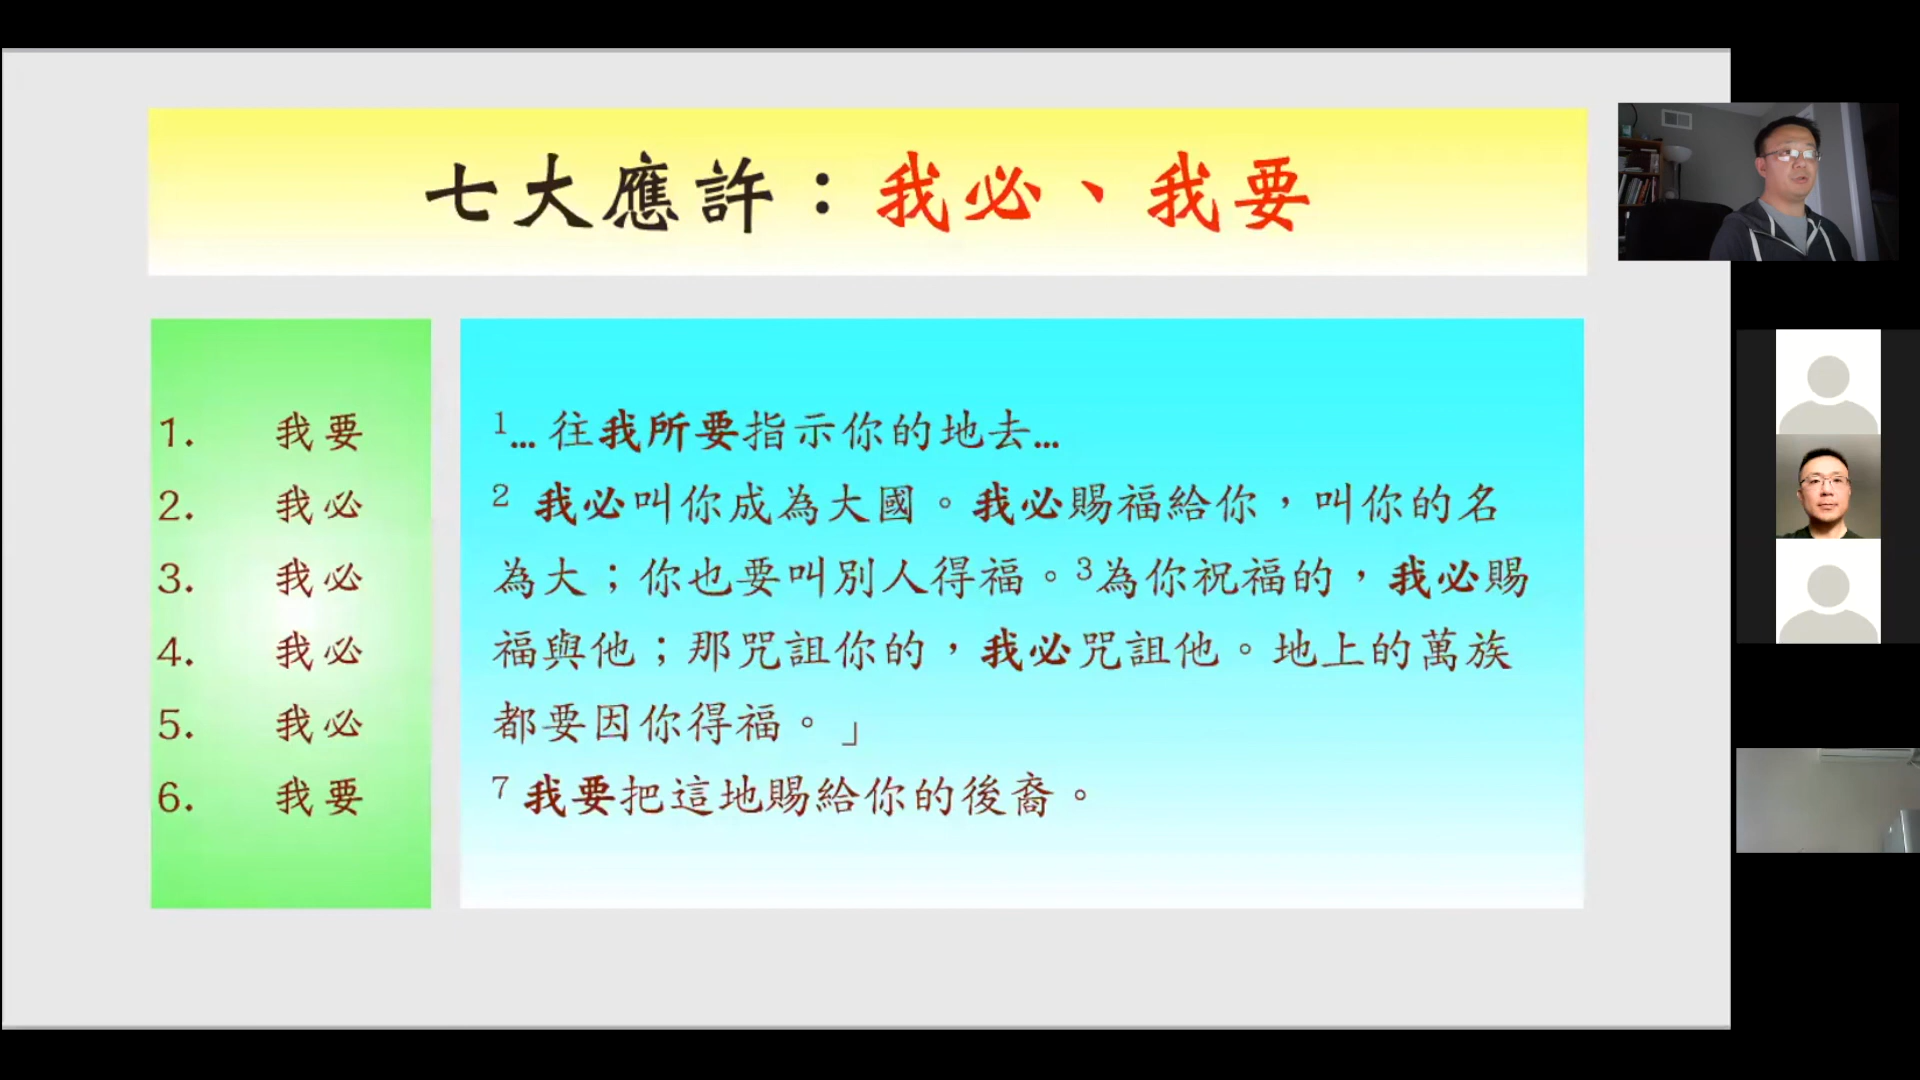 七大應許：我必、我要
1. 我要
2. 我必
3. 我必
4. 我必
5. 我必
6. 我要
1... 往我所要指示你的地去...
2 我必叫你成為大國。我必賜福給你，叫你的名
為大；你也要叫別人得福。3為你祝福的，我必賜
福與他；那咒詛你的，我必咒詛他。地上的萬族
都要因你得福。」
7 我要把這地賜給你的後裔。